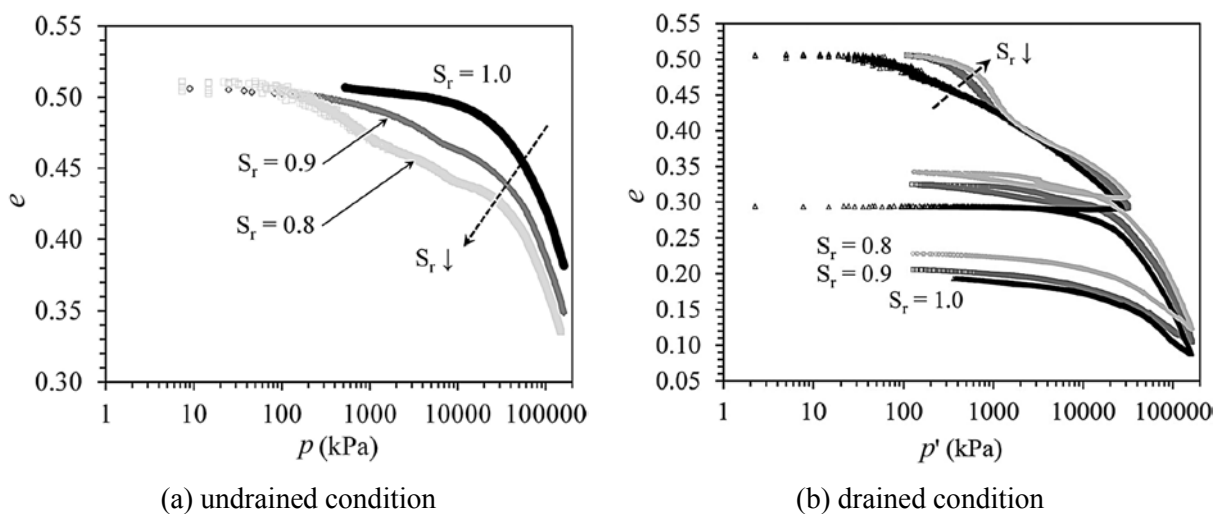 0.55
0.50
0.45
0.40
0.35
0.30
e
1 10 100 1000 10000 100000
p (kPa)
S_r = 1.0
S_r = 0.9
S_r = 0.8
S_r ↓
(a) undrained condition
0.55
0.50
0.45
0.40
0.35
0.30
0.25
0.20
0.15
0.10
0.05
e
1 10 100 1000 10000 100000
p' (kPa)
S_r ↓
S_r = 0.8
S_r = 0.9
S_r = 1.0
(b) drained condition